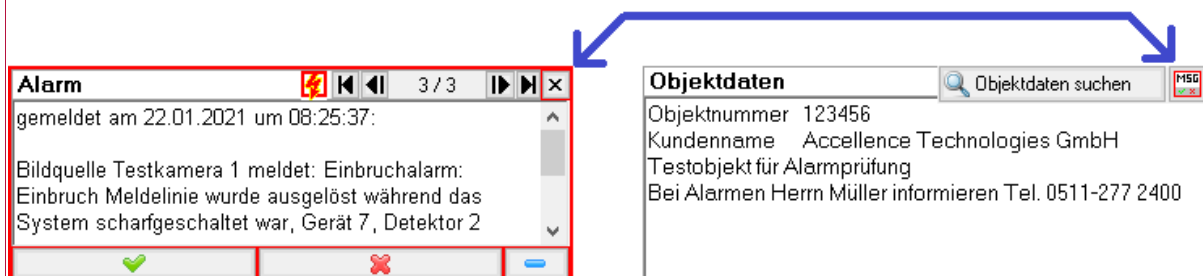 Alarm 3 / 3
gemeldet am 22.01.2021 um 08:25:37:
Bildquelle Testkamera 1 meldet: Einbruchalarm:
Einbruch Meldelinie wurde ausgelöst während das
System scharfgeschaltet war, Gerät 7, Detektor 2
Objektdaten Objektdaten suchen MSG
Objektnummer 123456
Kundenname Accellence Technologies GmbH
Testobjekt für Alarmprüfung
Bei Alarmen Herrn Müller informieren Tel. 0511-277 2400